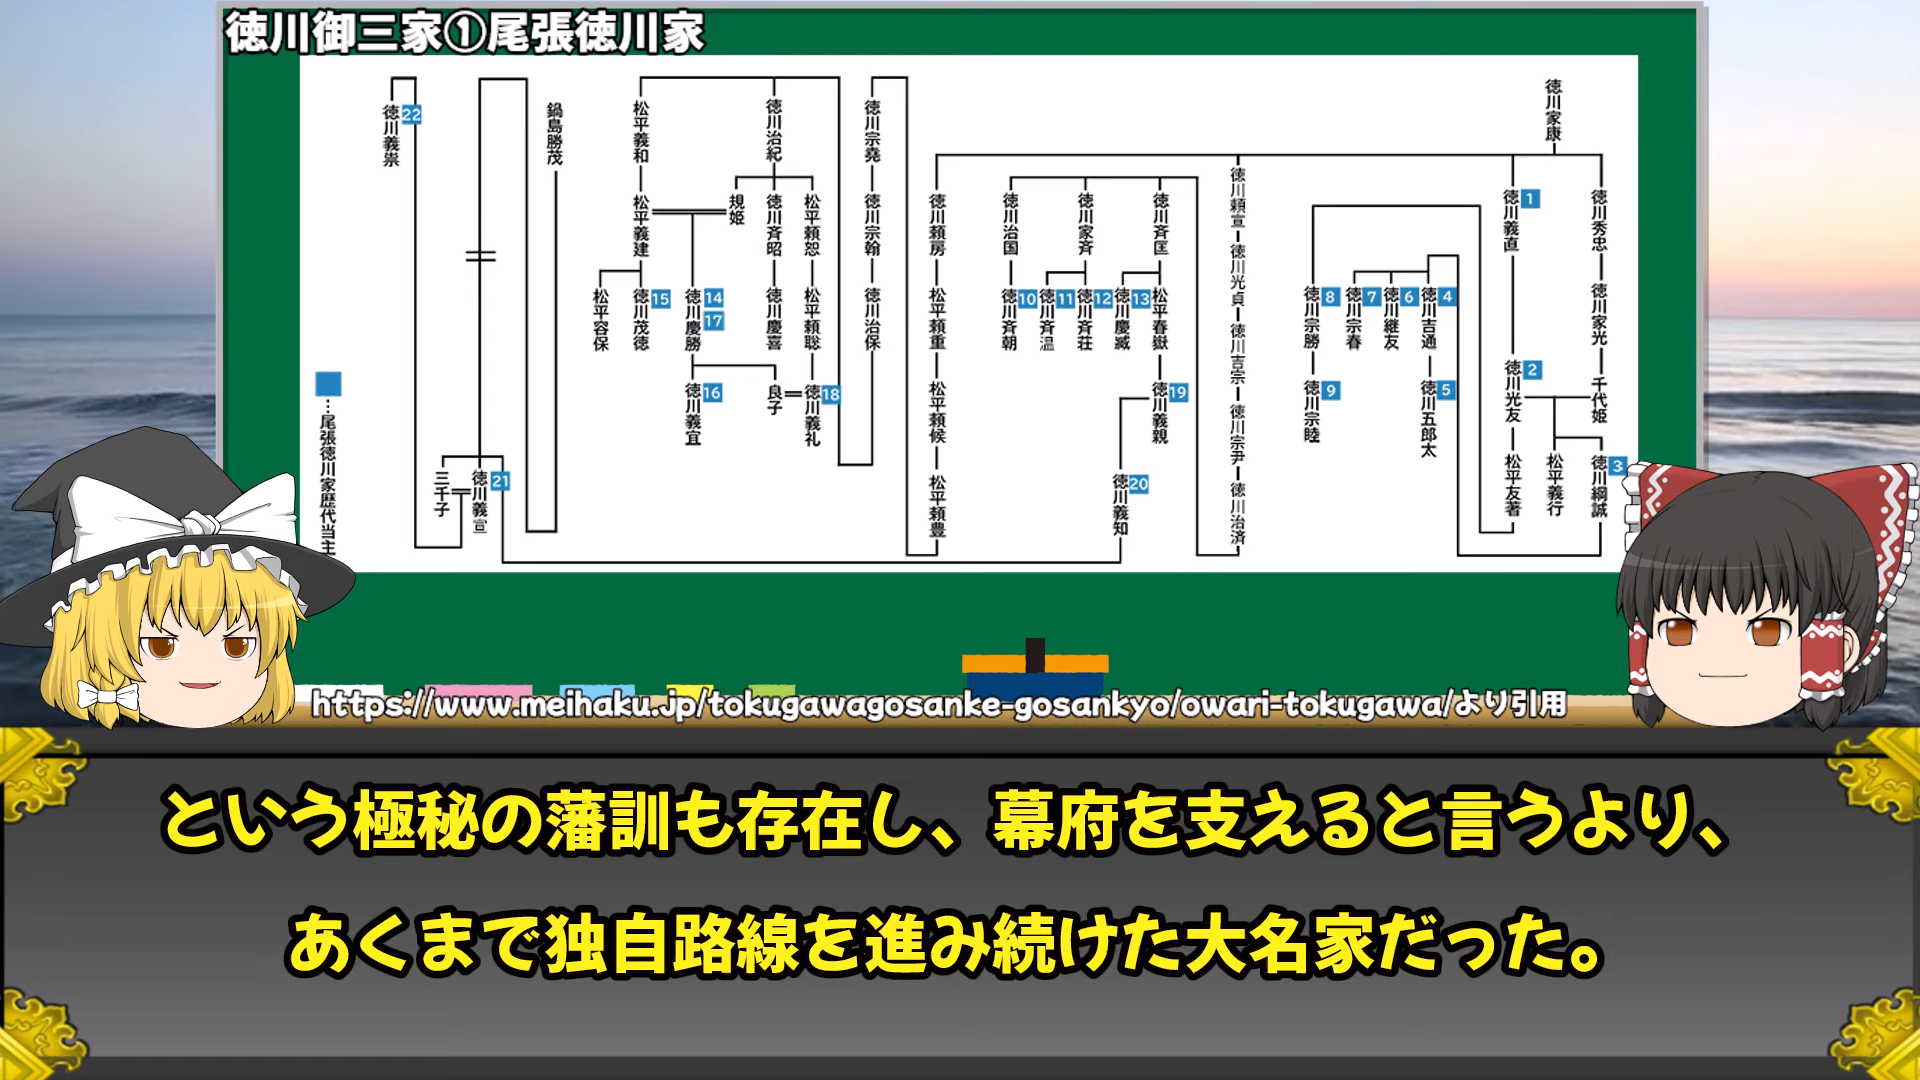 徳川御三家①尾張徳川家
徳川家康
徳川秀忠
徳川家光
千代姫
3
徳川綱誠
1
徳川義直
2
徳川光友
松平義行
松平友著
4
徳川吉通
5
徳川五郎太
6
徳川継友
7
徳川宗春
8
徳川宗勝
9
徳川宗睦
徳川頼宣
徳川光貞
徳川吉宗
徳川宗尹
徳川治済
徳川斉匡
松平春嶽
13
徳川慶臧
19
徳川義親
20
徳川義知
徳川家斉
12
徳川斉荘
11
徳川斉温
徳川治国
10
徳川斉朝
徳川頼房
松平頼重
松平頼候
松平頼豊
徳川宗堯
徳川宗翰
徳川治保
徳川治紀
松平頼恕
松平頼聡
18
徳川義礼
徳川斉昭
徳川慶喜
良子
規姫
松平義和
松平義建
14
17
徳川慶勝
16
徳川義宜
15
徳川茂徳
松平容保
鍋島勝茂
21
徳川義宣
三千子
22
徳川義崇
…尾張徳川家歴代当主
https://www.meihaku.jp/tokugawagosanke-gosankyo/owari-tokugawa/より引用
という極秘の藩訓も存在し、幕府を支えると言うより、
あくまで独自路線を進み続けた大名家だった。